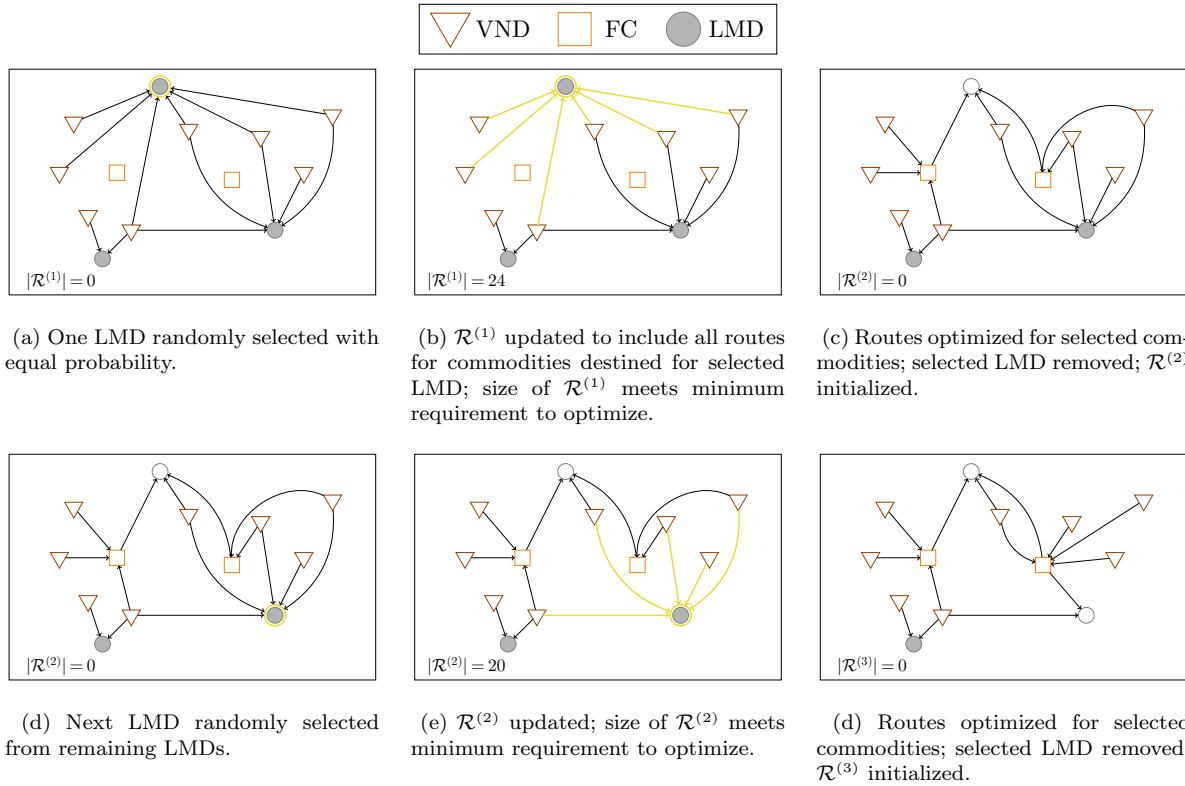 VND FC LMD
|R^(1)| = 0
|R^(1)| = 24
|R^(2)| = 0
(a) One LMD randomly selected with
equal probability.
(b) R^(1) updated to include all routes
for commodities destined for selected
LMD; size of R^(1) meets minimum
requirement to optimize.
(c) Routes optimized for selected com-
modities; selected LMD removed; R^(2)
initialized.
|R^(2)| = 0
|R^(2)| = 20
|R^(3)| = 0
(d) Next LMD randomly selected
from remaining LMDs.
(e) R^(2) updated; size of R^(2) meets
minimum requirement to optimize.
(d) Routes optimized for selected
commodities; selected LMD removed
R^(3) initialized.